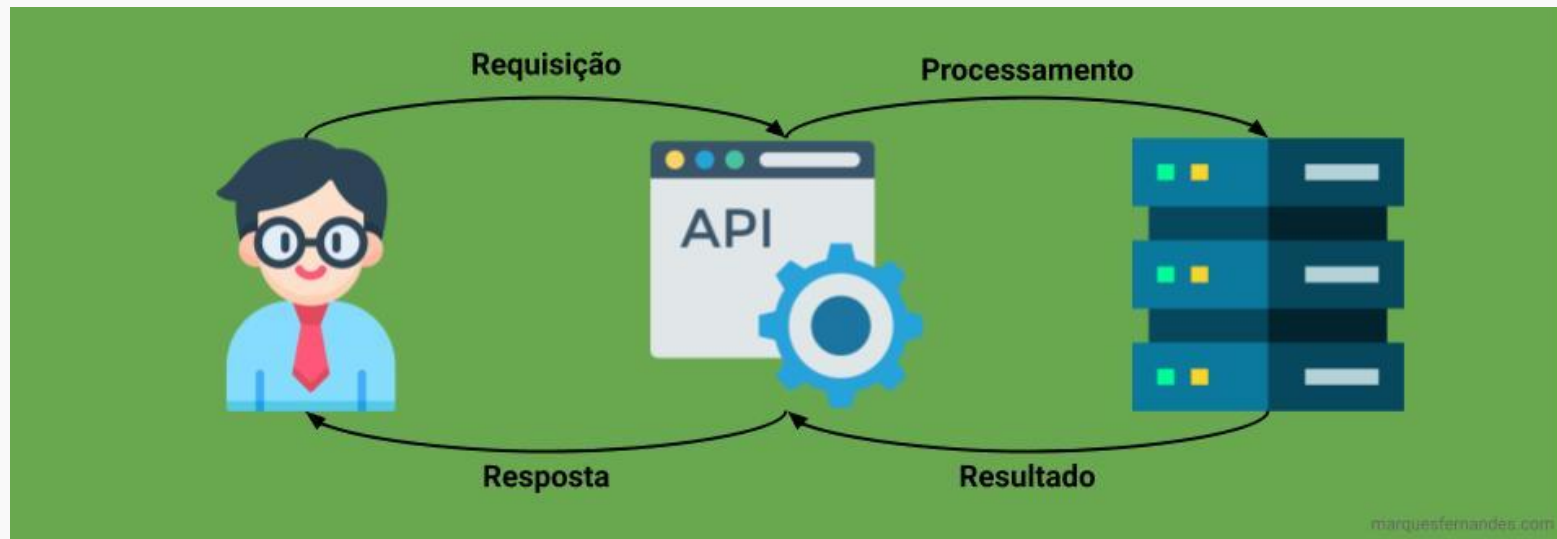 Requisição
Processamento
API
Resposta
Resultado
marquesfernandes.com